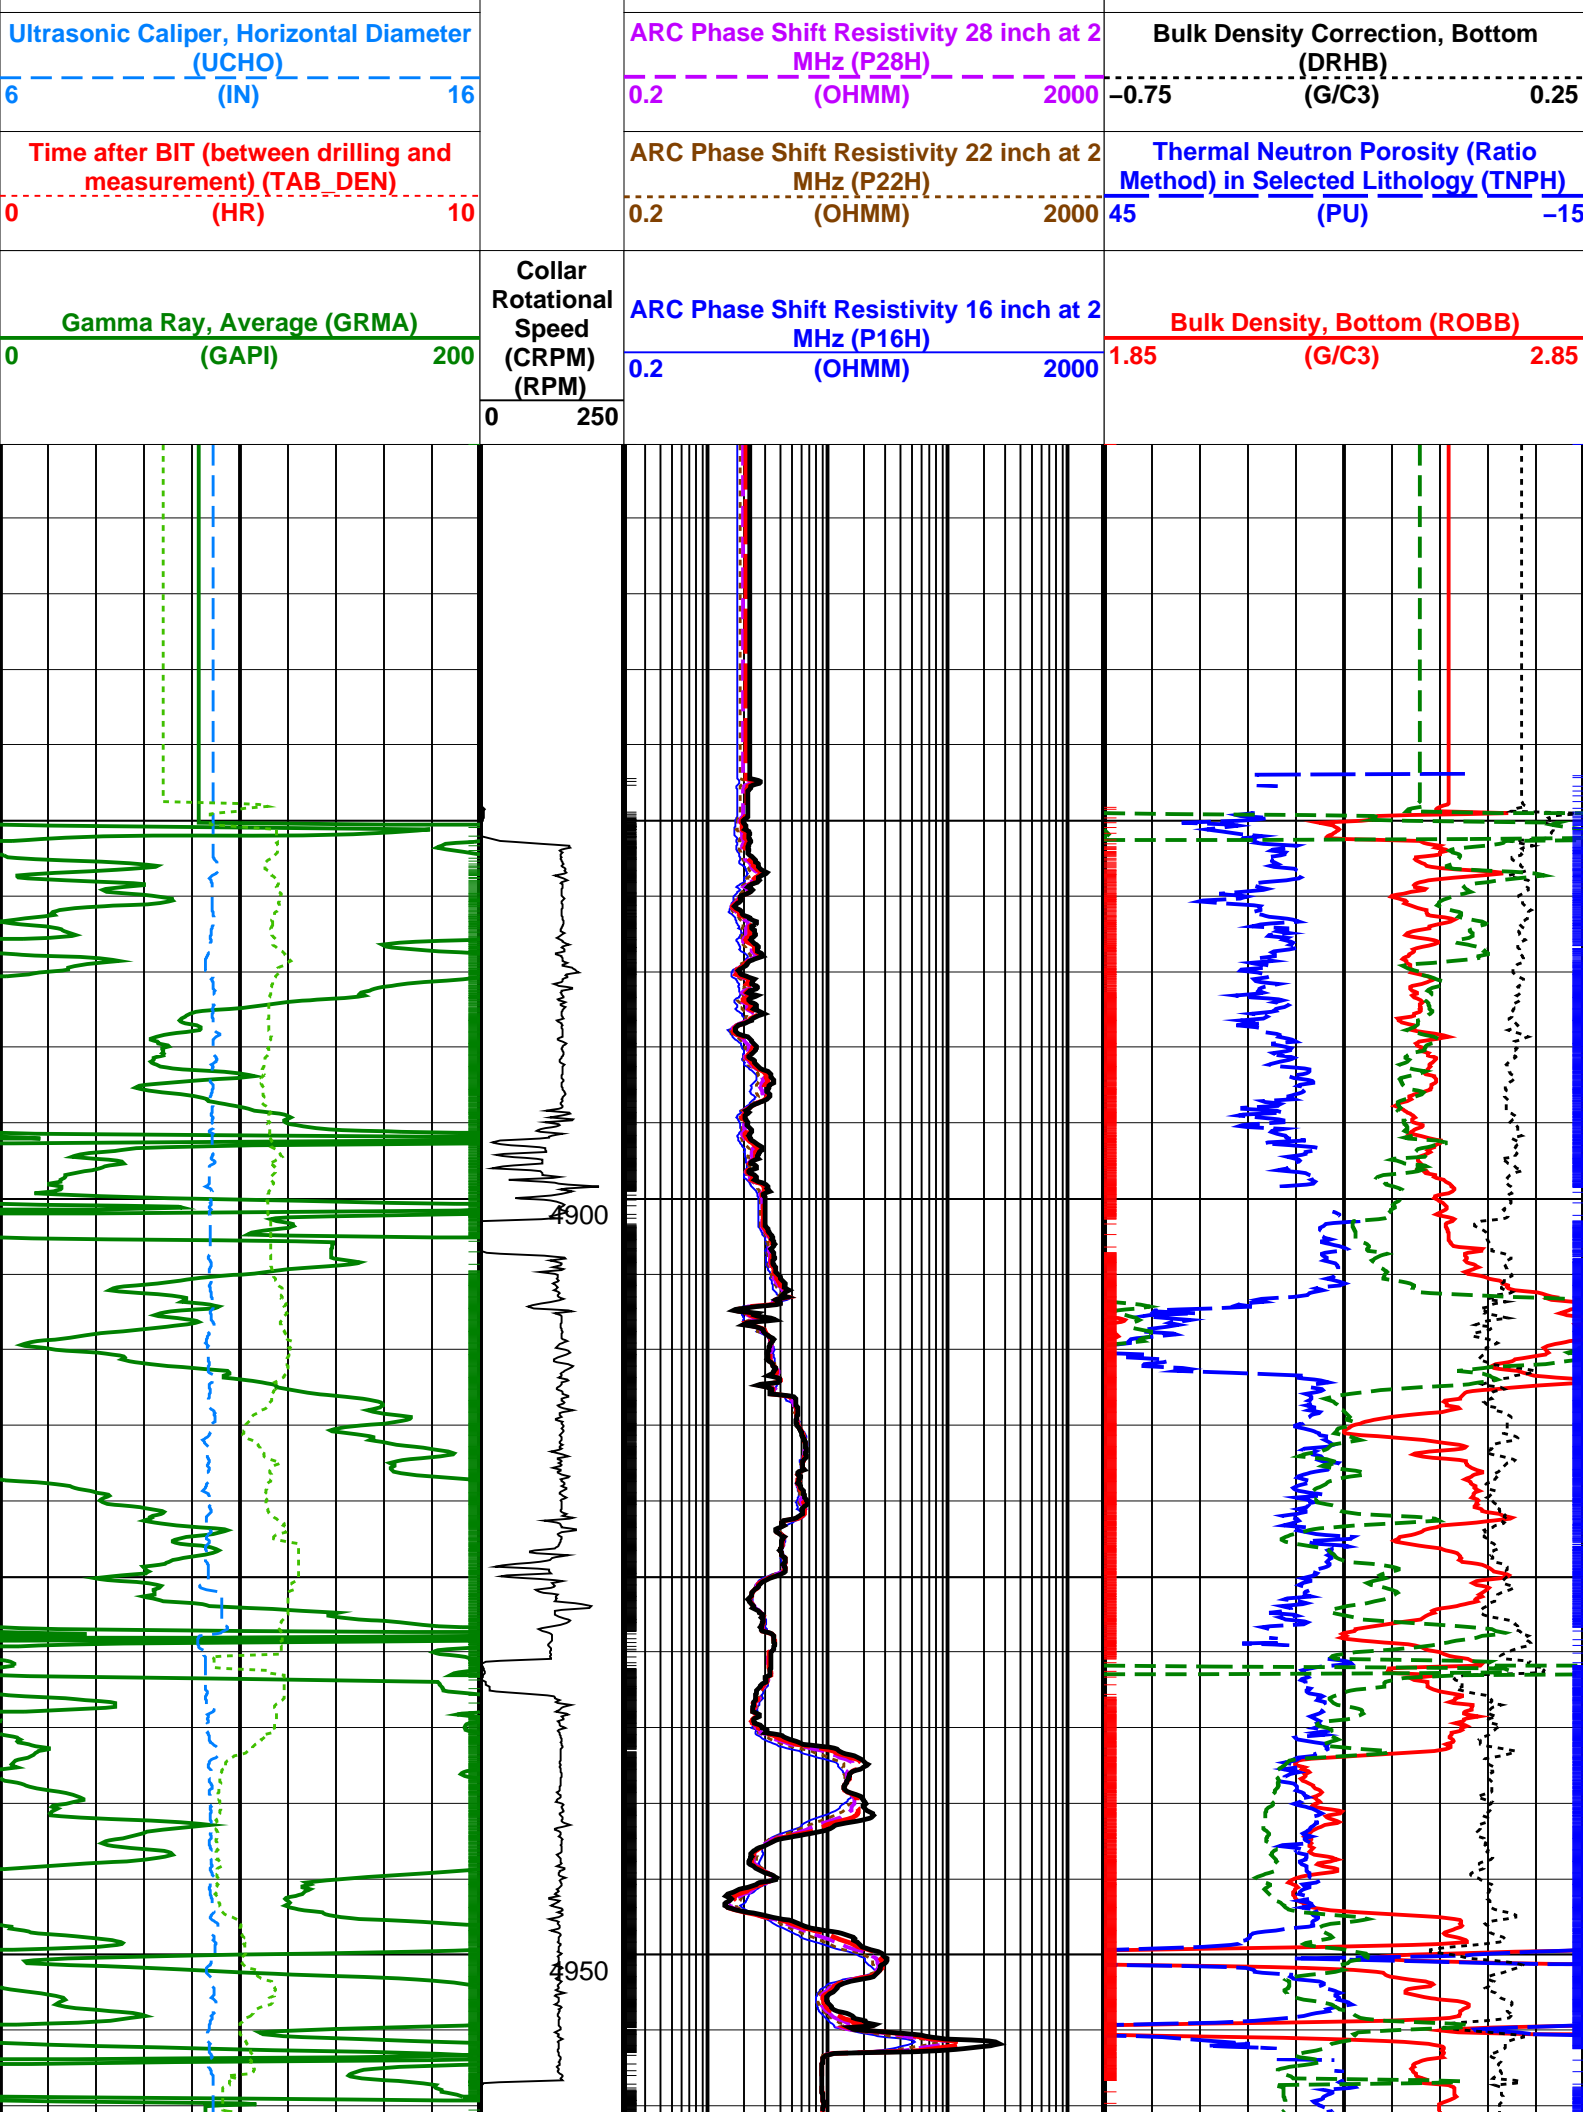 Ultrasonic Caliper, Horizontal Diameter
(UCHO)
6 (IN) 16
Time after BIT (between drilling and
measurement) (TAB_DEN)
0 (HR) 10
Gamma Ray, Average (GRMA)
0 (GAPI) 200
Collar
Rotational
Speed
(CRPM)
(RPM)
0 250
ARC Phase Shift Resistivity 28 inch at 2
MHz (P28H)
0.2 (OHMM) 2000
ARC Phase Shift Resistivity 22 inch at 2
MHz (P22H)
0.2 (OHMM) 2000
ARC Phase Shift Resistivity 16 inch at 2
MHz (P16H)
0.2 (OHMM) 2000
Bulk Density Correction, Bottom
(DRHB)
−0.75 (G/C3) 0.25
Thermal Neutron Porosity (Ratio
Method) in Selected Lithology (TNPH)
45 (PU) −15
Bulk Density, Bottom (ROBB)
1.85 (G/C3) 2.85
4900
4950